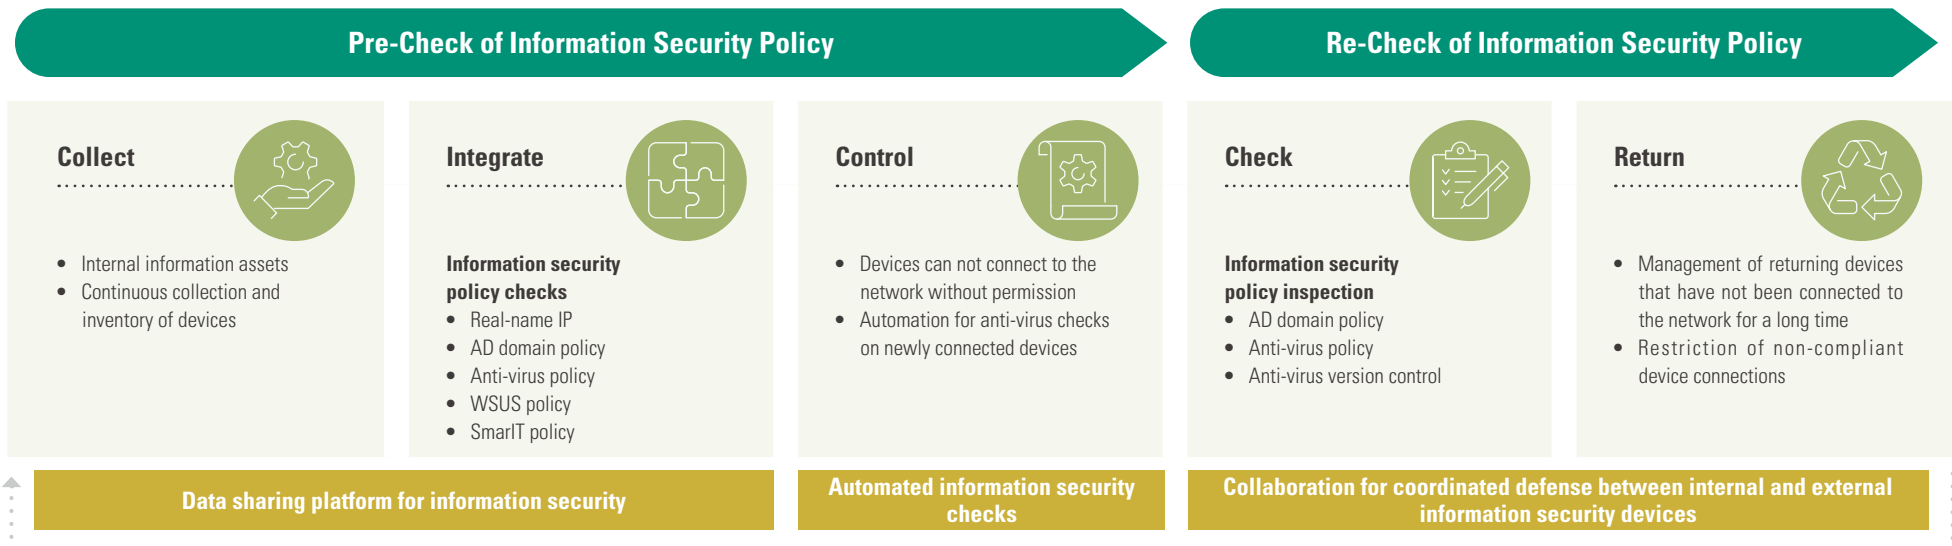 Pre-Check of Information Security Policy
Re-Check of Information Security Policy
Collect
• Internal information assets
• Continuous collection and
inventory of devices
Integrate
Information security
policy checks
• Real-name IP
• AD domain policy
• Anti-virus policy
• WSUS policy
• SmarIT policy
Control
• Devices can not connect to the
network without permission
• Automation for anti-virus checks
on newly connected devices
Check
Information security
policy inspection
• AD domain policy
• Anti-virus policy
• Anti-virus version control
Return
• Management of returning devices
that have not been connected to
the network for a long time
• Restriction of non-compliant
device connections
Data sharing platform for information security
Automated information security
checks
Collaboration for coordinated defense between internal and external
information security devices